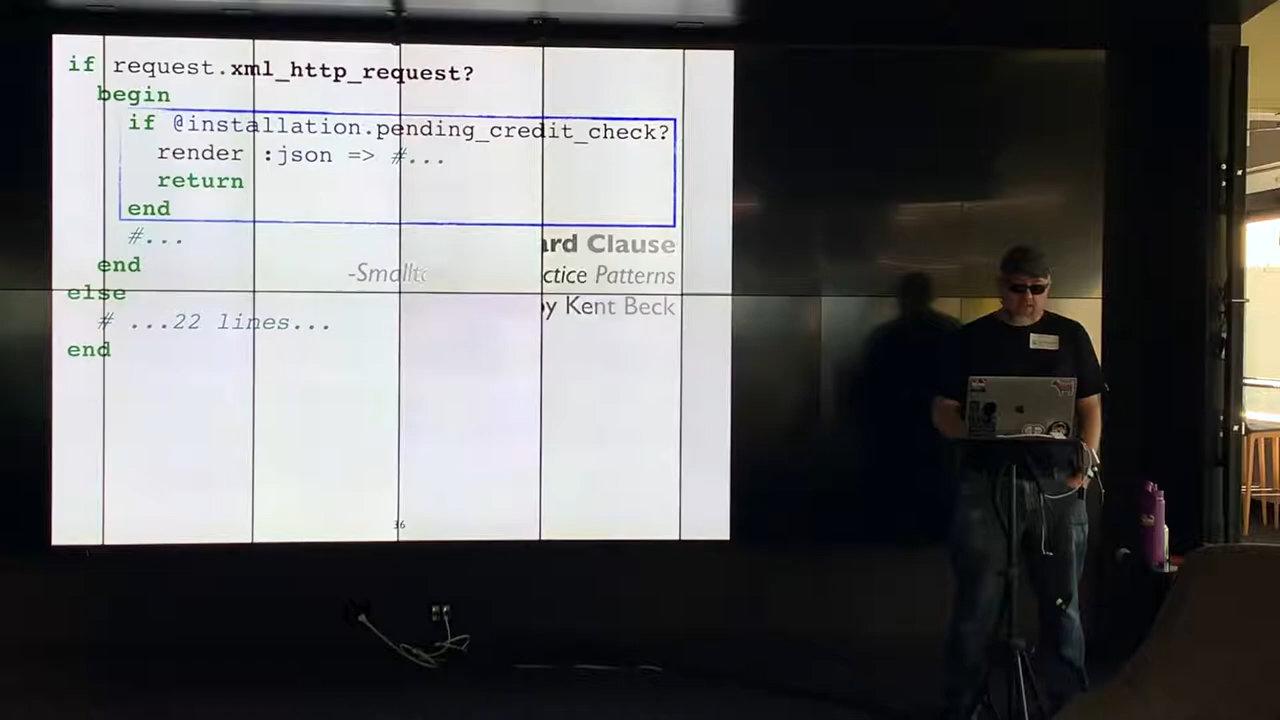 if request.xml_http_request?
begin
if @installation.pending_credit_check?
render :json => #...
return
end
#...
ard Clause
end
-Smallt ctice Patterns
else
y Kent Beck
# ...22 lines...
end
36